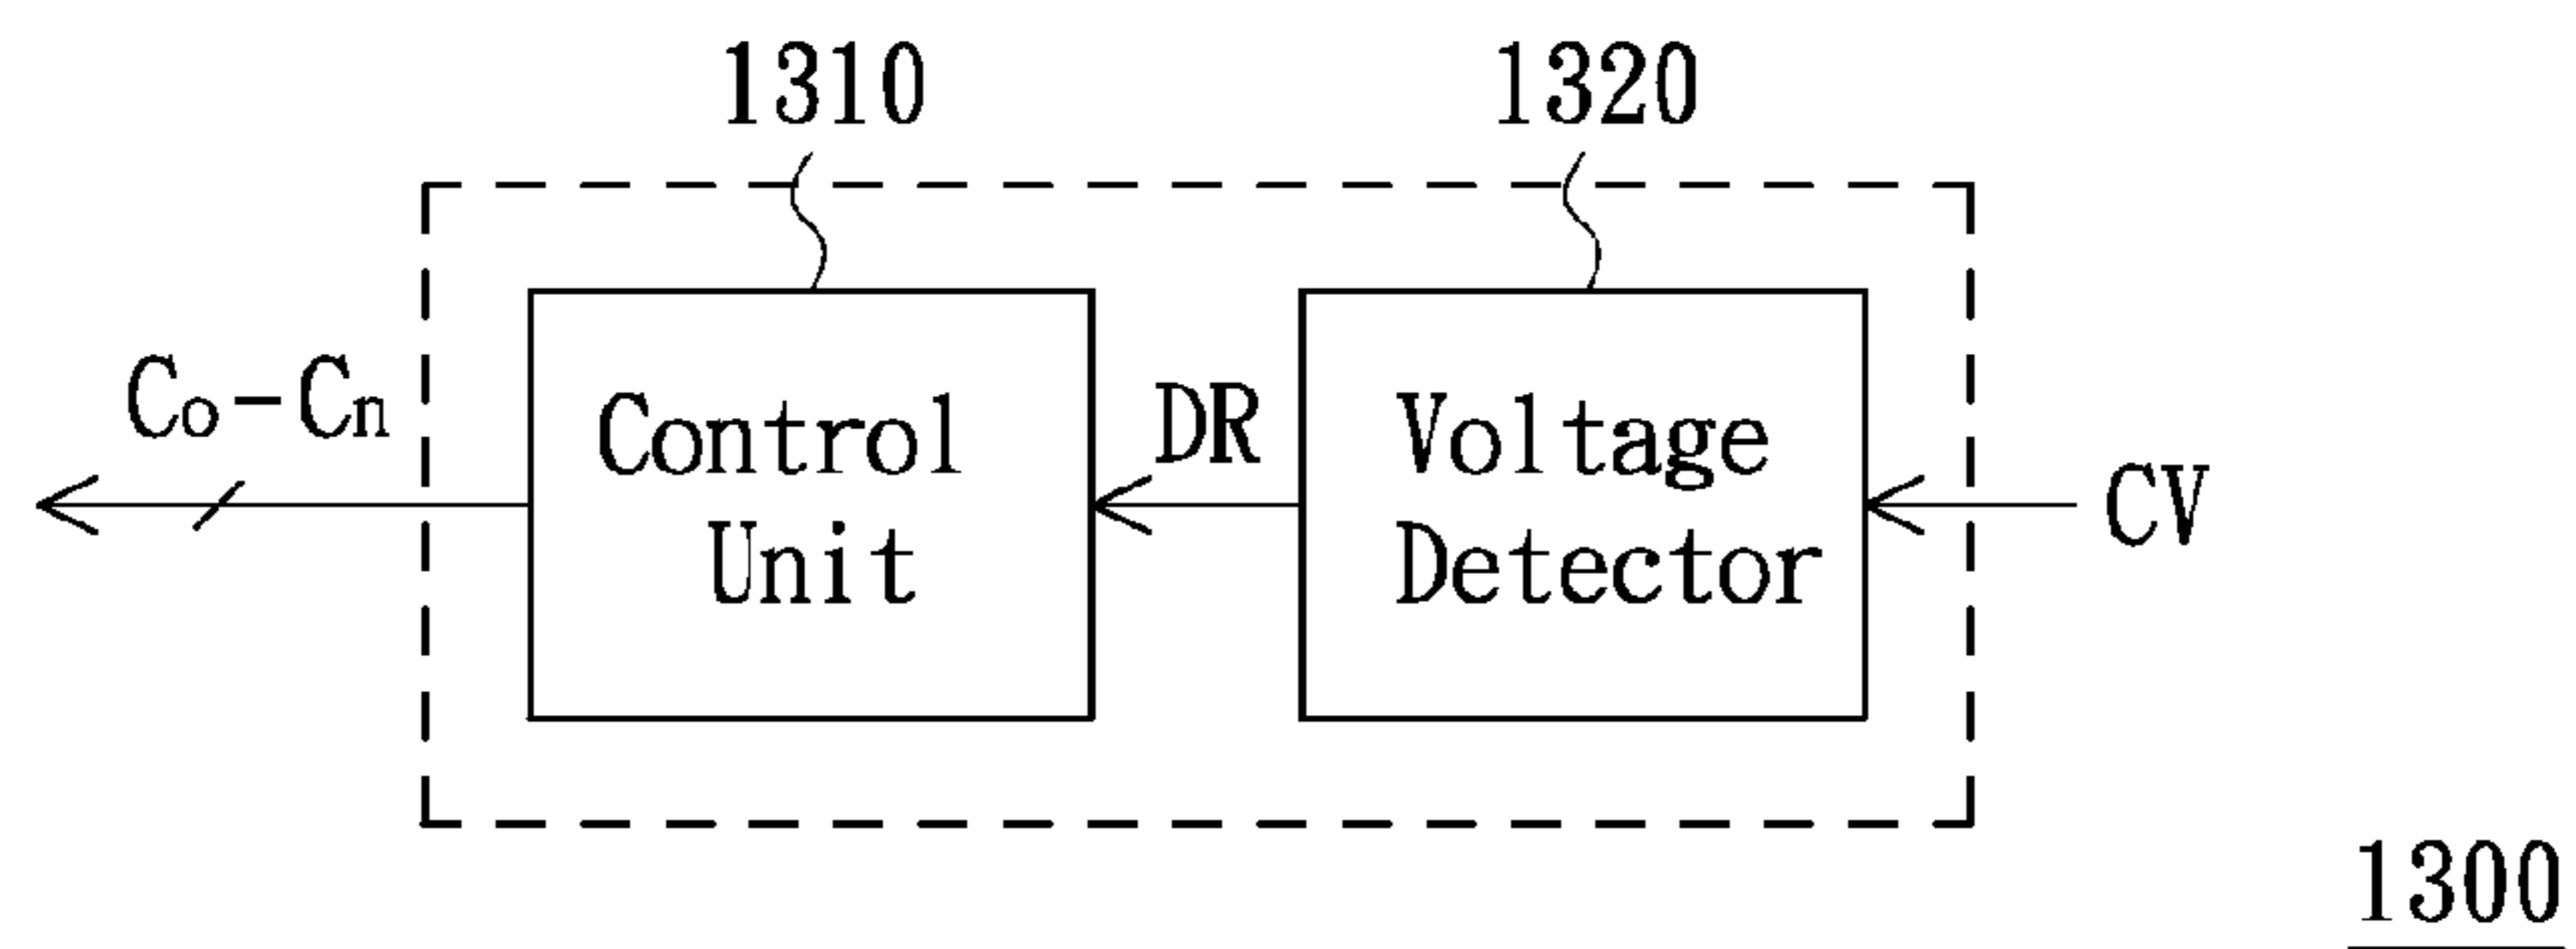 1310
1320
Co-Cn
Control
Unit
DR
Voltage
Detector
CV
1300